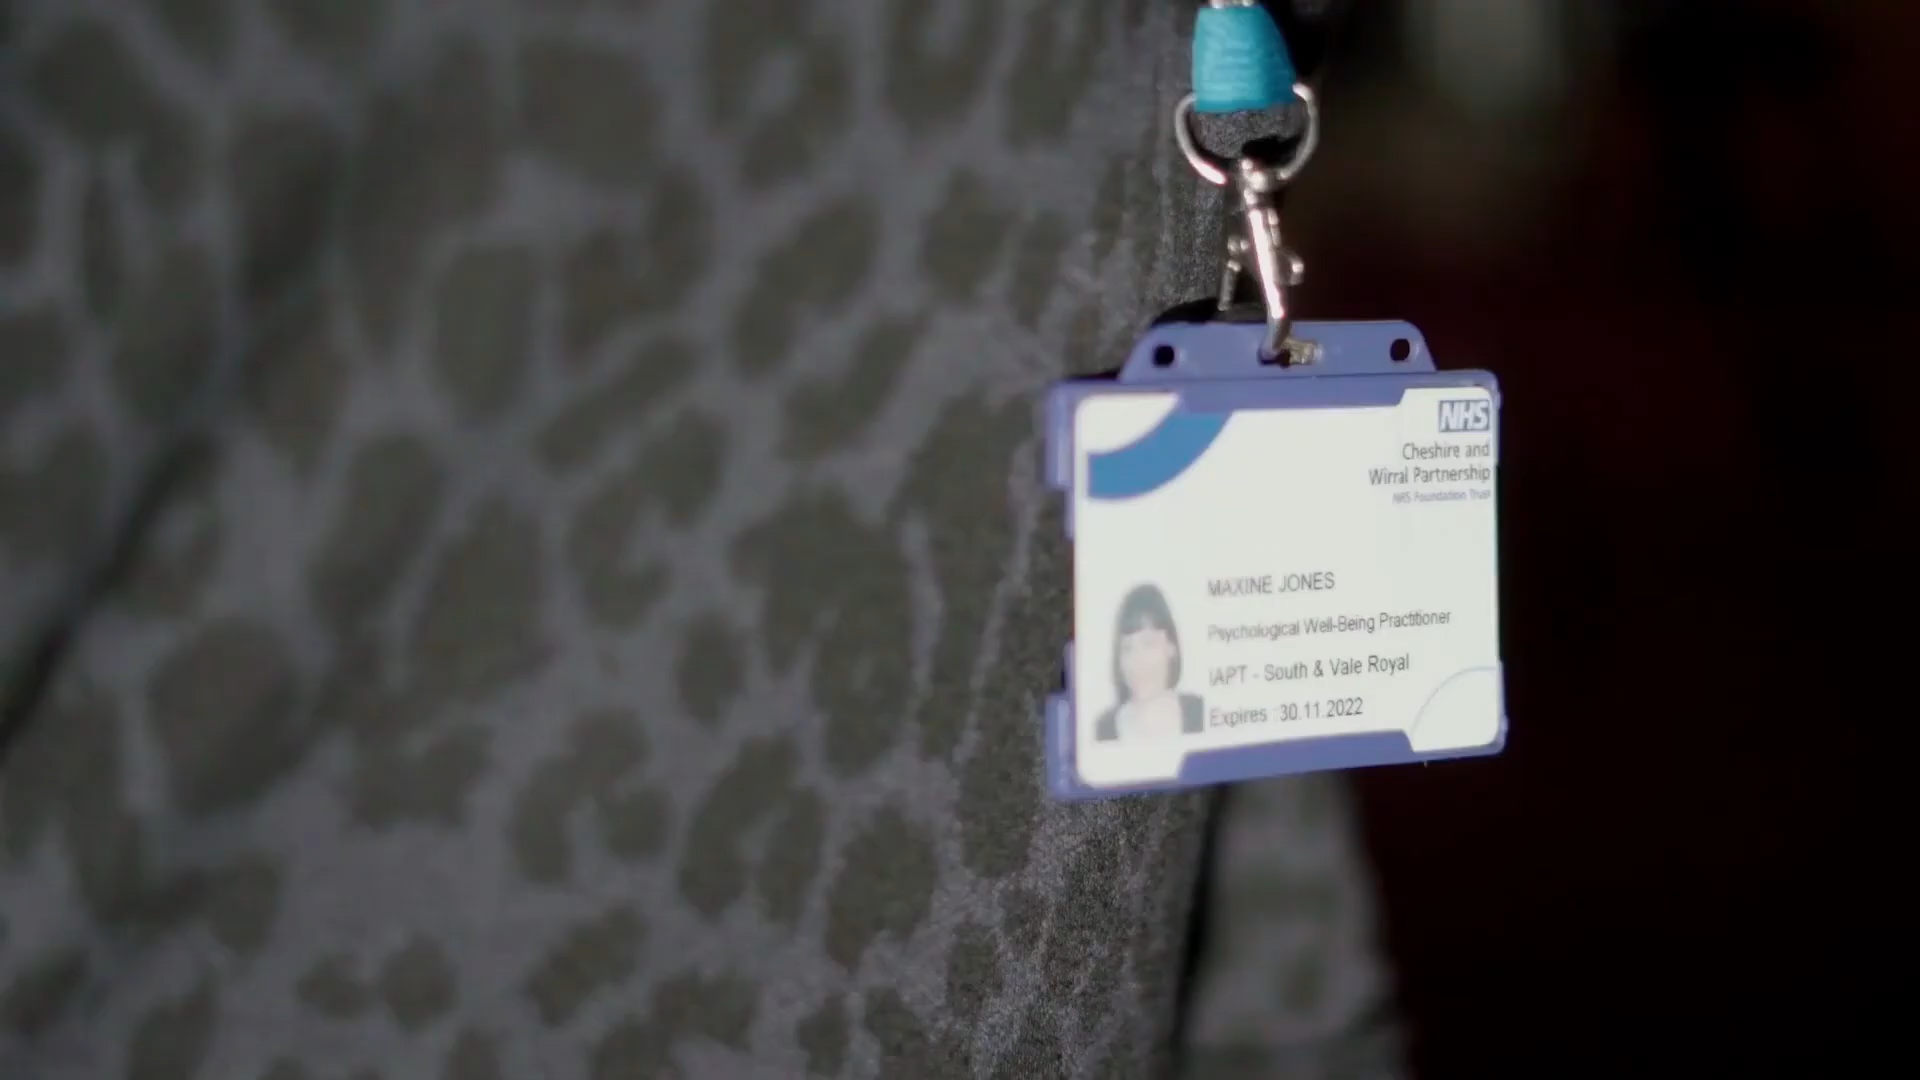 NHS
Cheshire and
Wirral Partnership
NHS Foundation Trust
MAXINE JONES
Psychological Well-Being Practitioner
IAPT - South & Vale Royal
Expires : 30.11.2022